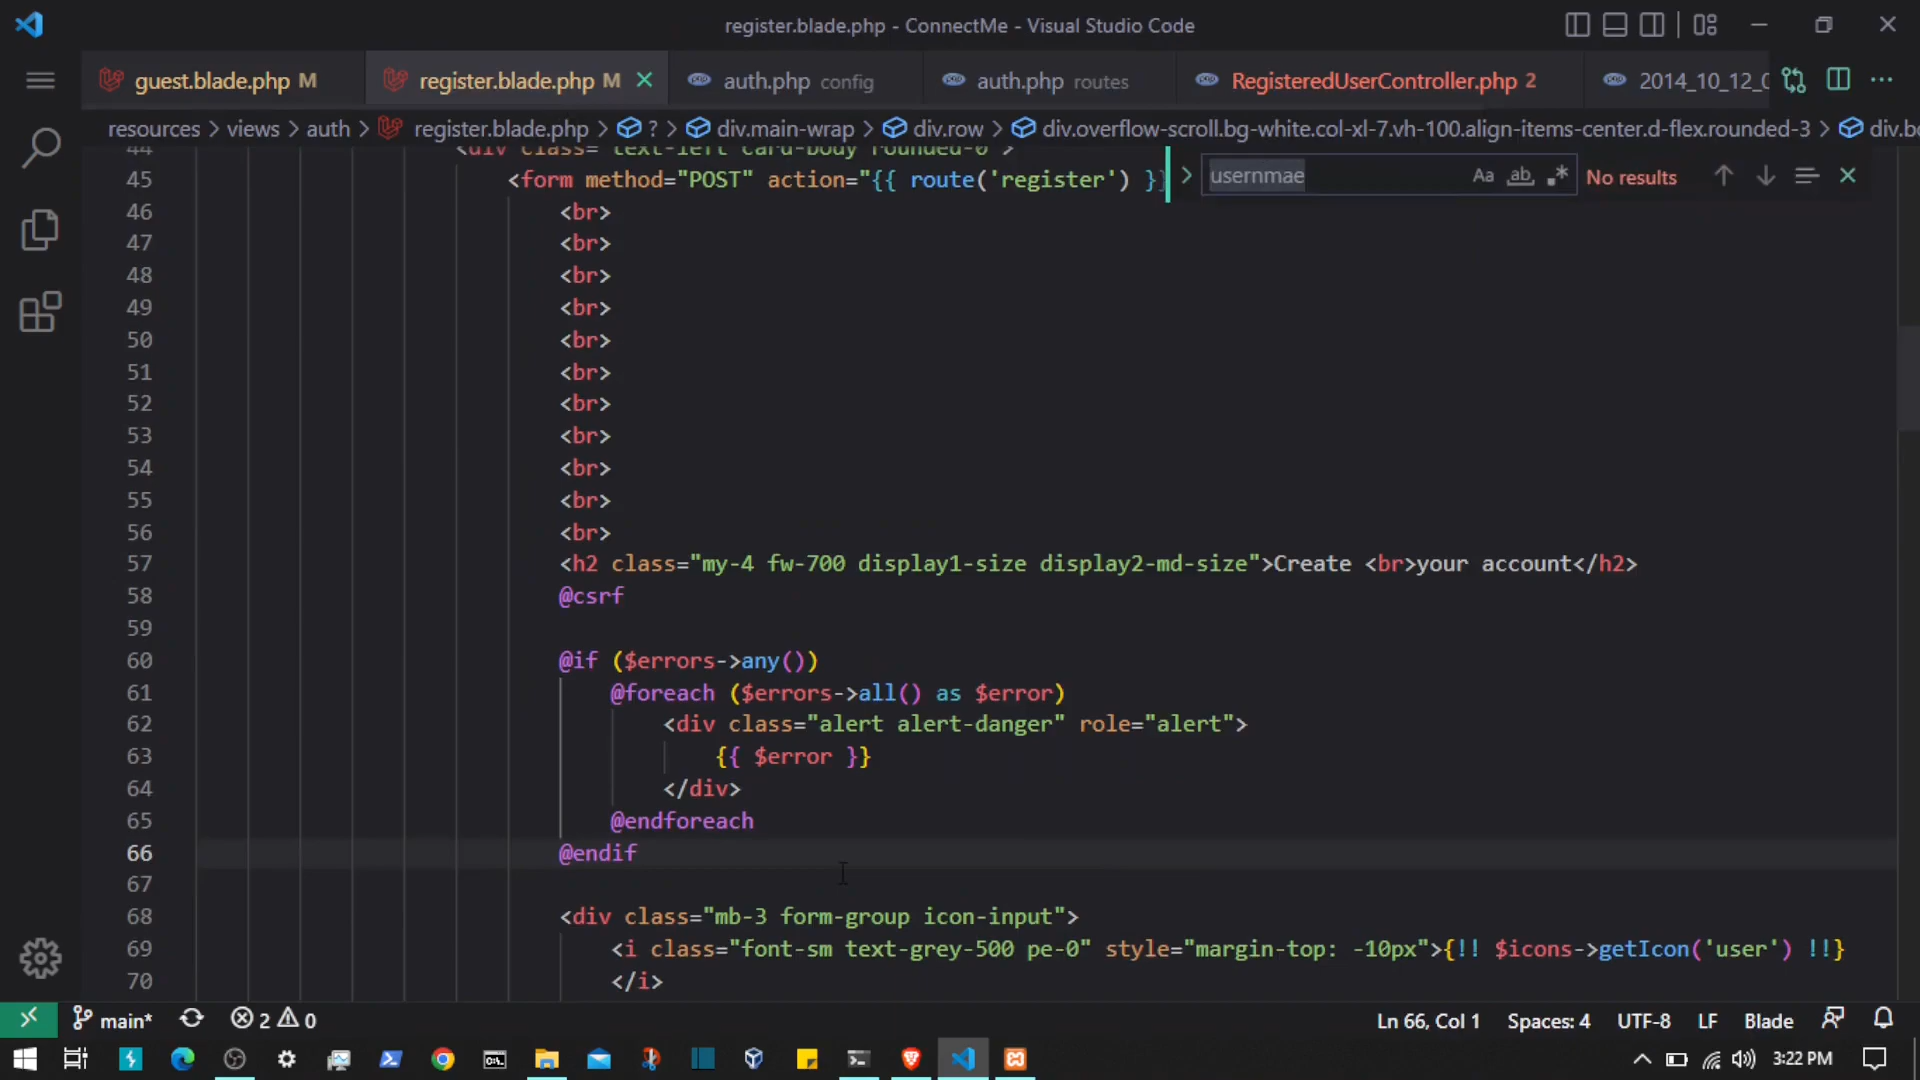 register.blade.php - ConnectMe - Visual Studio Code
guest.blade.php M register.blade.php M auth.php config auth.php routes RegisteredUserController.php 2 2014_10_12_0
resources > views > auth > register.blade.php > ? > div.main-wrap > div.row > div.overflow-scroll.bg-white.col-xl-7.vh-100.align-items-center.d-flex.rounded-3 > div.bo
usernmae Aa ab .* No results
44 <div class="text-left card-body rounded-0">
45 <form method="POST" action="{{ route('register') }}
46 <br>
47 <br>
48 <br>
49 <br>
50 <br>
51 <br>
52 <br>
53 <br>
54 <br>
55 <br>
56 <br>
57 <h2 class="my-4 fw-700 display1-size display2-md-size">Create <br>your account</h2>
58 @csrf
59
60 @if ($errors->any())
61 @foreach ($errors->all() as $error)
62 <div class="alert alert-danger" role="alert">
63 {{ $error }}
64 </div>
65 @endforeach
66 @endif
67
68 <div class="mb-3 form-group icon-input">
69 <i class="font-sm text-grey-500 pe-0" style="margin-top: -10px">{!! $icons->getIcon('user') !!}
70 </i>
main* 2 0 Ln 66, Col 1 Spaces: 4 UTF-8 LF Blade
3:22 PM